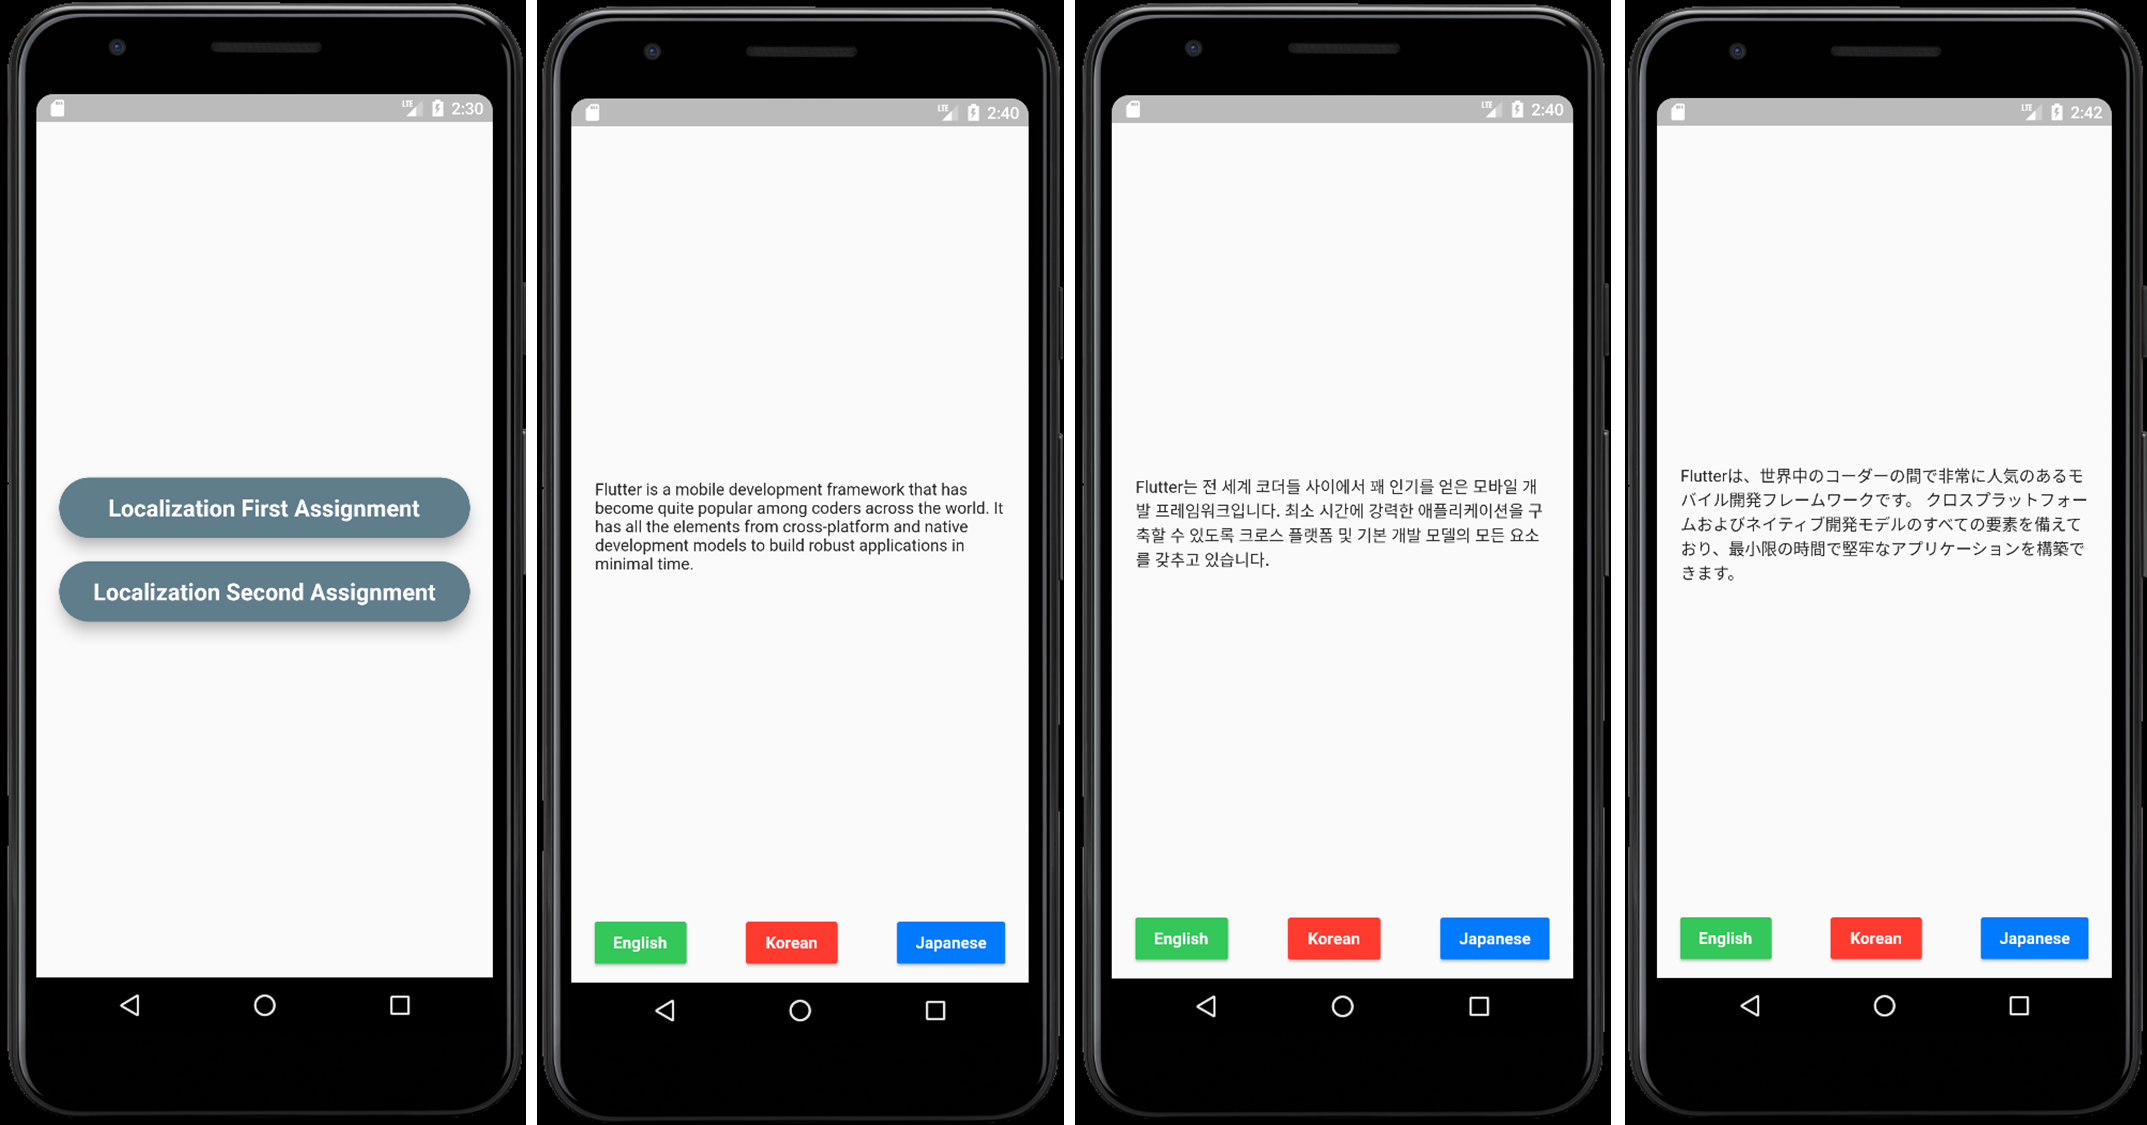 LTE 2:30
Localization First Assignment
Localization Second Assignment
LTE 2:40
Flutter is a mobile development framework that has
become quite popular among coders across the world. It
has all the elements from cross-platform and native
development models to build robust applications in
minimal time.
English Korean Japanese
LTE 2:40
Flutter는 전 세계 코더들 사이에서 꽤 인기를 얻은 모바일 개
발 프레임워크입니다. 최소 시간에 강력한 애플리케이션을 구
축할 수 있도록 크로스 플랫폼 및 기본 개발 모델의 모든 요소
를 갖추고 있습니다.
English Korean Japanese
LTE 2:42
Flutterは、世界中のコーダーの間で非常に人気のあるモ
バイル開発フレームワークです。 クロスプラットフォー
ムおよびネイティブ開発モデルのすべての要素を備えて
おり、最小限の時間で堅牢なアプリケーションを構築で
きます。
English Korean Japanese